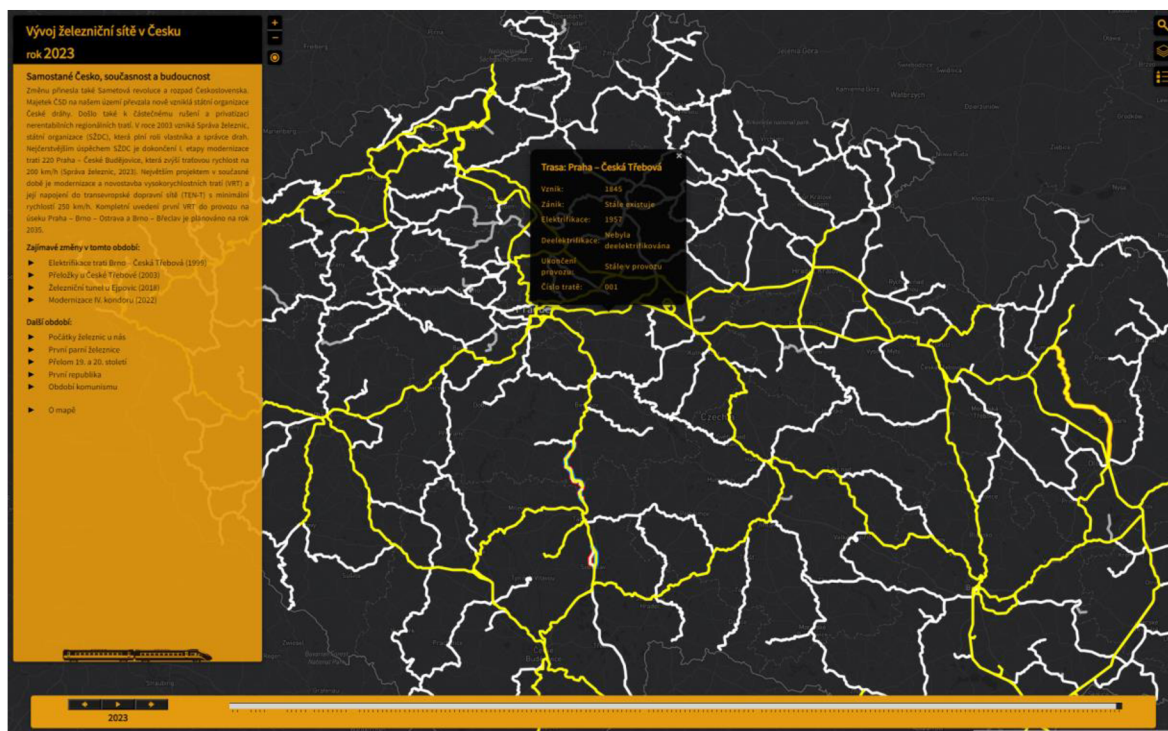 Vývoj železniční sítě v Česku
rok 2023
Samostané Česko, současnost a budoucnost
Změnu přinesla také Sametová revoluce a rozpad Československa.
Majetek ČSD na našem území převzala nově vzniklá státní organizace
České dráhy. Došlo také k částečnému rušení a privatizaci
nerentabilních regionálních tratí. V roce 2003 vzniká Správa železnic,
státní organizace (SŽDC), která plní roli vlastníka a správce drah.
Nejčerstvějším úspěchem SŽDC je dokončení I. etapy modernizace
trati 220 Praha – České Budějovice, která zvýší traťovou rychlost na
200 km/h (Správa železnic, 2023). Největším projektem v současné
době je modernizace a novostavba vysokorychlostních tratí (VRT) a
její napojení do transevropské dopravní sítě (TEN-T) s minimální
rychlostí 250 km/h. Kompletní uvedení první VRT do provozu na
úseku Praha – Brno – Ostrava a Brno – Břeclav je plánováno na rok
2035.
Zajímavé změny v tomto období:
► Elektrifikace trati Brno – Česká Třebová (1999)
► Přeložky u České Třebové (2003)
► Železniční tunel u Ejpovic (2018)
► Modernizace IV. kondoru (2022)
Další období:
► Počátky železnic u nás
► První parní železnice
► Přelom 19. a 20. století
► První republika
► Období komunismu
► O mapě
+
−
Trasa: Praha – Česká Třebová
Vznik: 1845
Zánik: Stále existuje
Elektrifikace: 1957
Deelektrilikace: Nebyla deelektrifikována
Ukončení provozu: Stále v provozu
Číslo tratě: 001
Czechia
2023